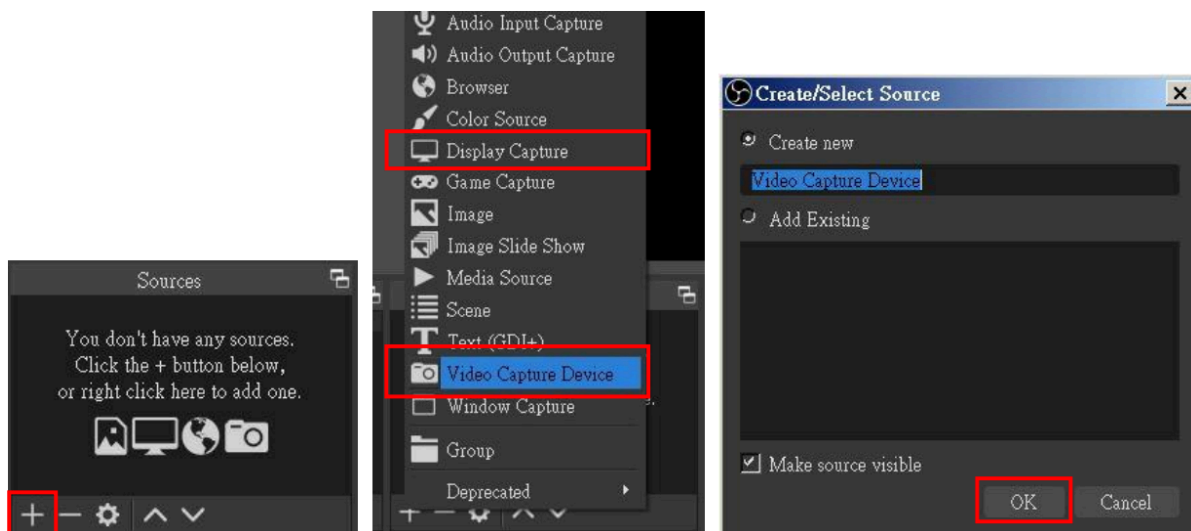 Sources
You don't have any sources.
Click the + button below,
or right click here to add one.
Audio Input Capture
Audio Output Capture
Browser
Color Source
Display Capture
Game Capture
Image
Image Slide Show
Media Source
Scene
Text (GDI+)
Video Capture Device
Window Capture
Group
Deprecated
Create/Select Source
Create new
Video Capture Device
Add Existing
Make source visible
OK Cancel